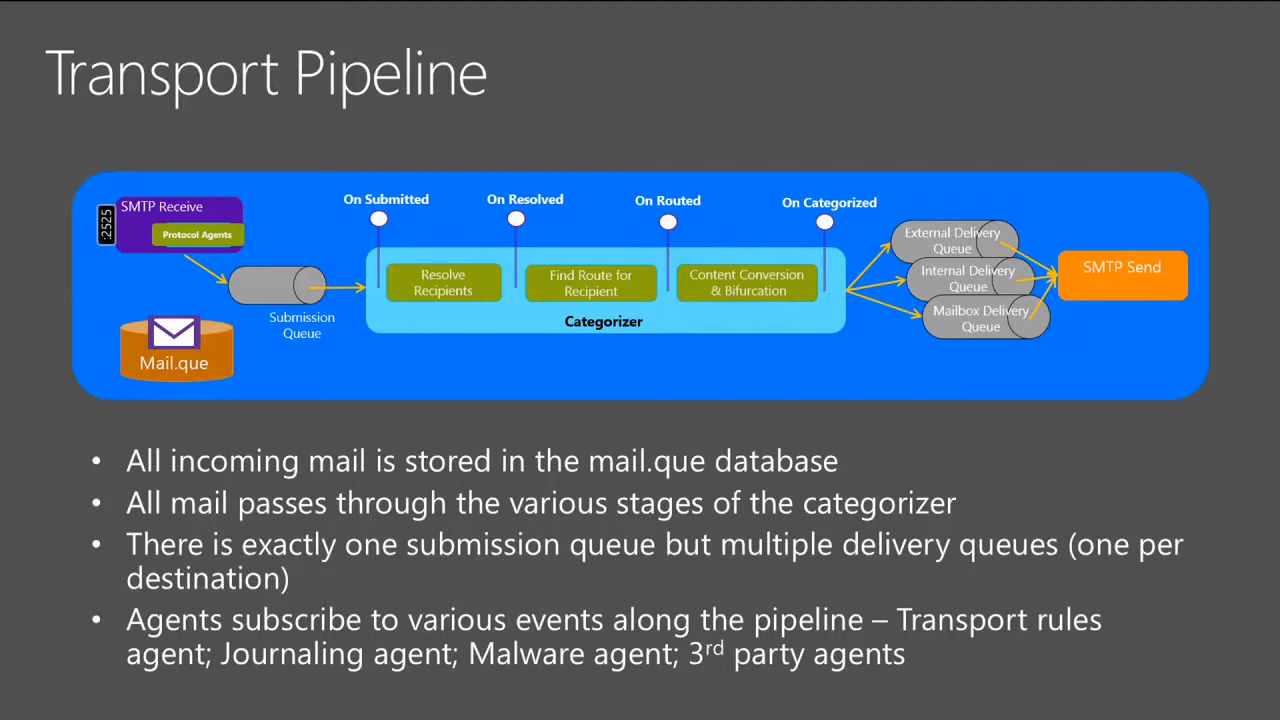 Transport Pipeline
:2525
SMTP Receive
Protocol Agents
Submission
Queue
Mail.que
On Submitted
On Resolved
On Routed
On Categorized
Resolve
Recipients
Find Route for
Recipient
Content Conversion
& Bifurcation
Categorizer
External Delivery
Queue
Internal Delivery
Queue
Mailbox Delivery
Queue
SMTP Send
• All incoming mail is stored in the mail.que database
• All mail passes through the various stages of the categorizer
• There is exactly one submission queue but multiple delivery queues (one per
destination)
• Agents subscribe to various events along the pipeline – Transport rules
agent; Journaling agent; Malware agent; 3rd party agents